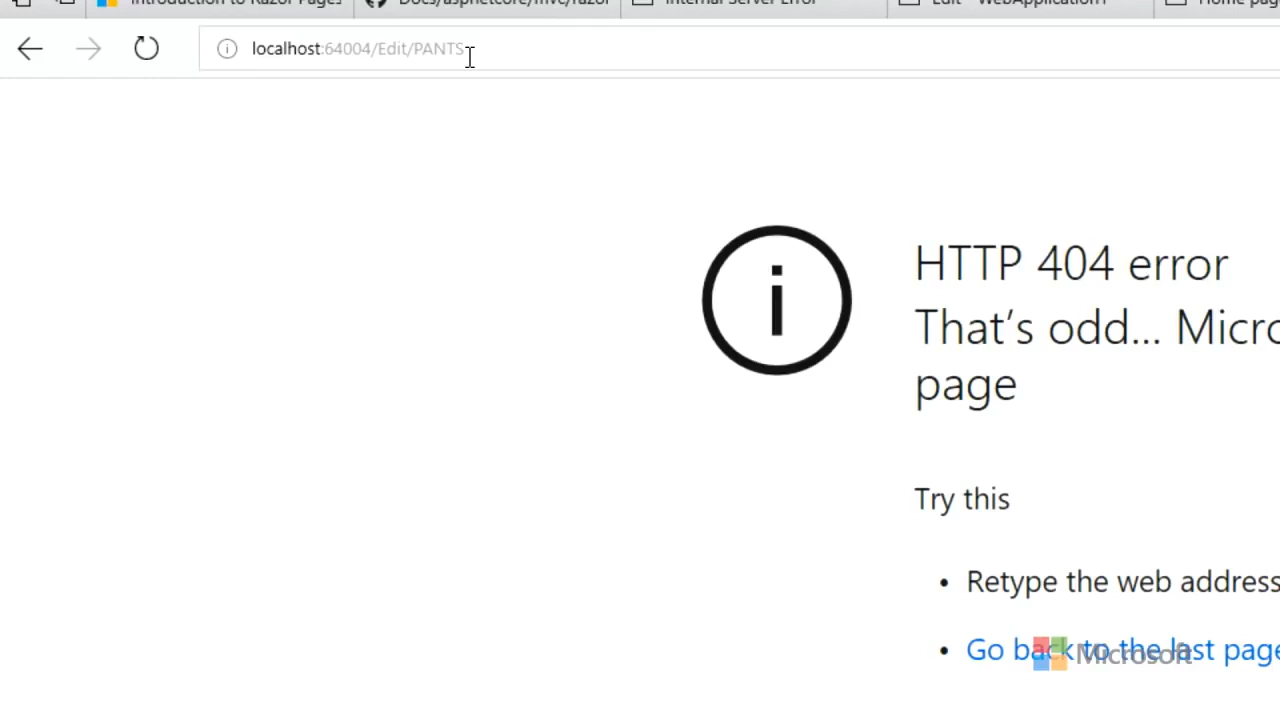 Introduction to Razor Pages
Docs/aspnetcore/mvc/razor
Internal Server Error
Edit - WebApplication1
Home page
localhost:64004/Edit/PANTS
HTTP 404 error
That's odd... Micro
page
Try this
• Retype the web address
• Go back to the last page
Microsoft